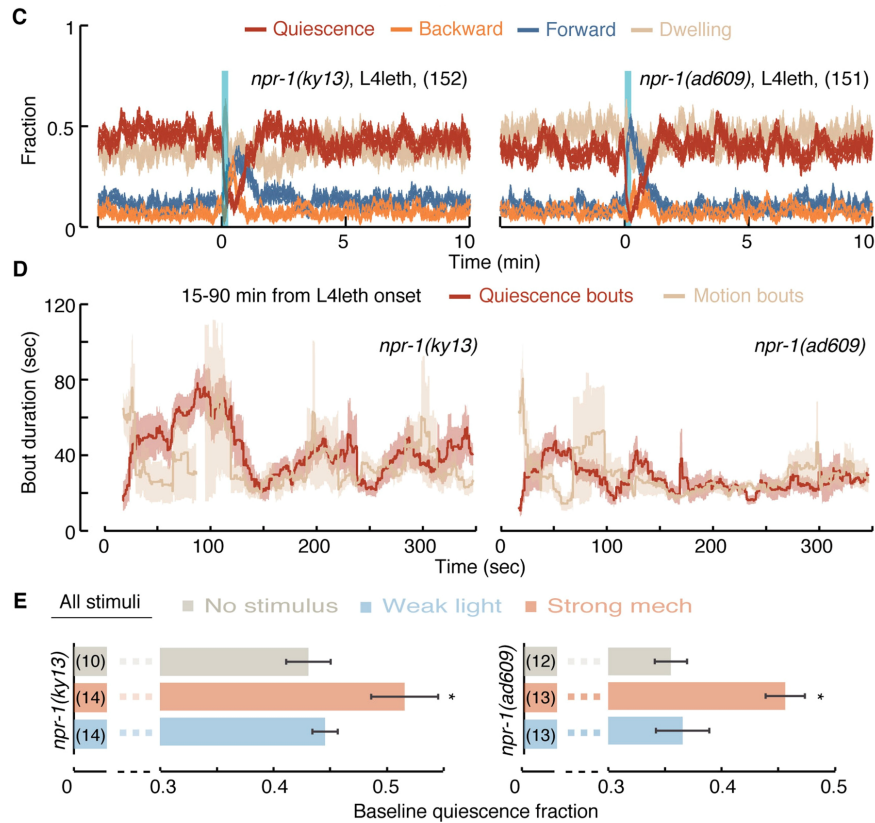 C
Quiescence Backward Forward Dwelling
npr-1(ky13), L4leth, (152)
npr-1(ad609), L4leth, (151)
Fraction
1
0.5
0
0 5 10
0 5 10
Time (min)
D
15-90 min from L4leth onset Quiescence bouts Motion bouts
npr-1(ky13)
npr-1(ad609)
Bout duration (sec)
120
80
40
0
0 100 200 300
0 100 200 300
Time (sec)
E
All stimuli No stimulus Weak light Strong mech
npr-1(ky13)
(10)
(14) *
(14)
0 0.3 0.4 0.5
npr-1(ad609)
(12)
(13) *
(13)
0 0.3 0.4 0.5
Baseline quiescence fraction